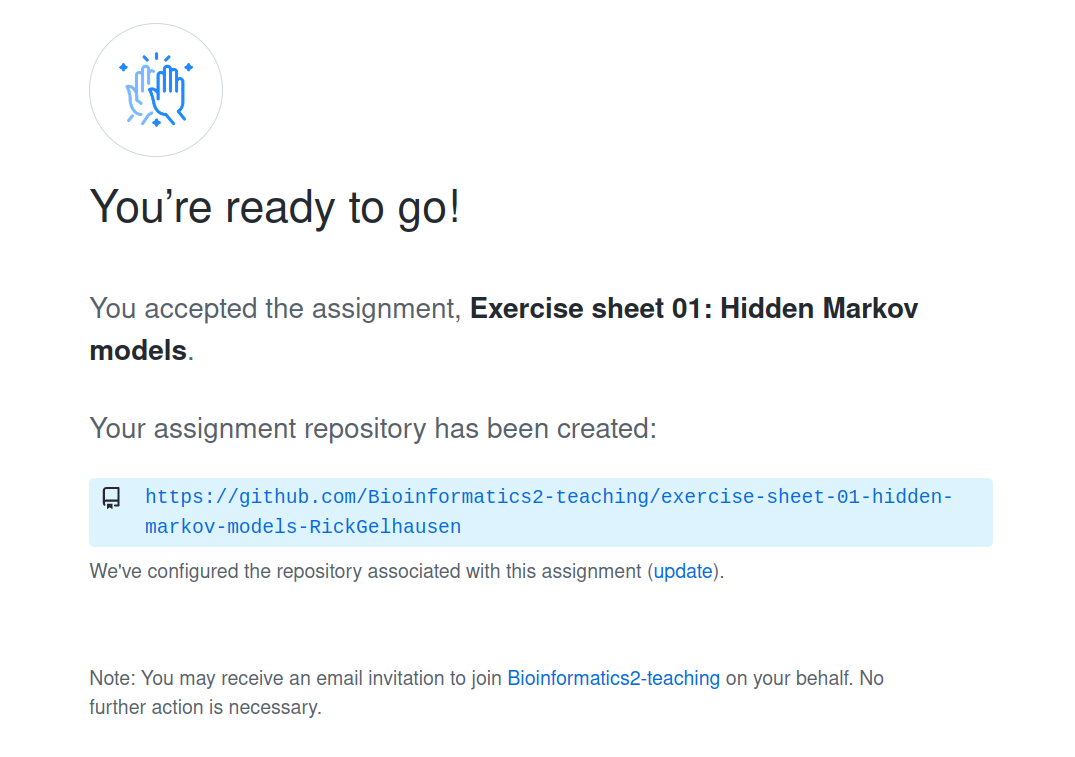 You’re ready to go!
You accepted the assignment, Exercise sheet 01: Hidden Markov
models.
Your assignment repository has been created:
https://github.com/Bioinformatics2-teaching/exercise-sheet-01-hidden-
markov-models-RickGelhausen
We've configured the repository associated with this assignment (update).
Note: You may receive an email invitation to join Bioinformatics2-teaching on your behalf. No
further action is necessary.